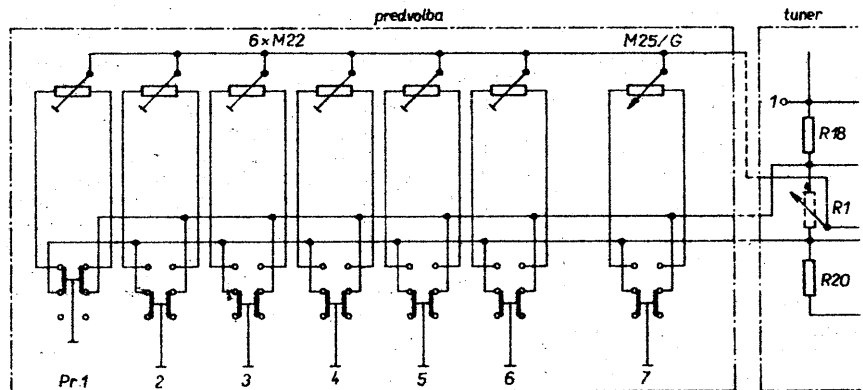 predvolba
tuner
6×M22
M25/G
1
R18
R1
R20
Pr.1
2
3
4
5
6
7